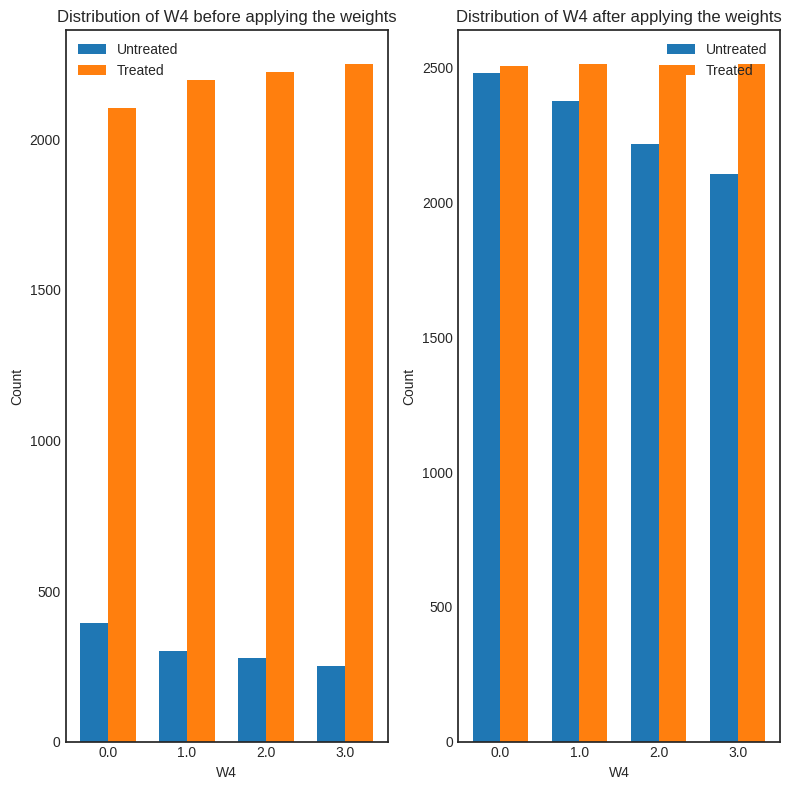 Distribution of W4 before applying the weights
Untreated
Treated
2000
1500
1000
500
0
Count
0.0 1.0 2.0 3.0
W4
Distribution of W4 after applying the weights
Untreated
Treated
2500
2000
1500
1000
500
0
Count
0.0 1.0 2.0 3.0
W4